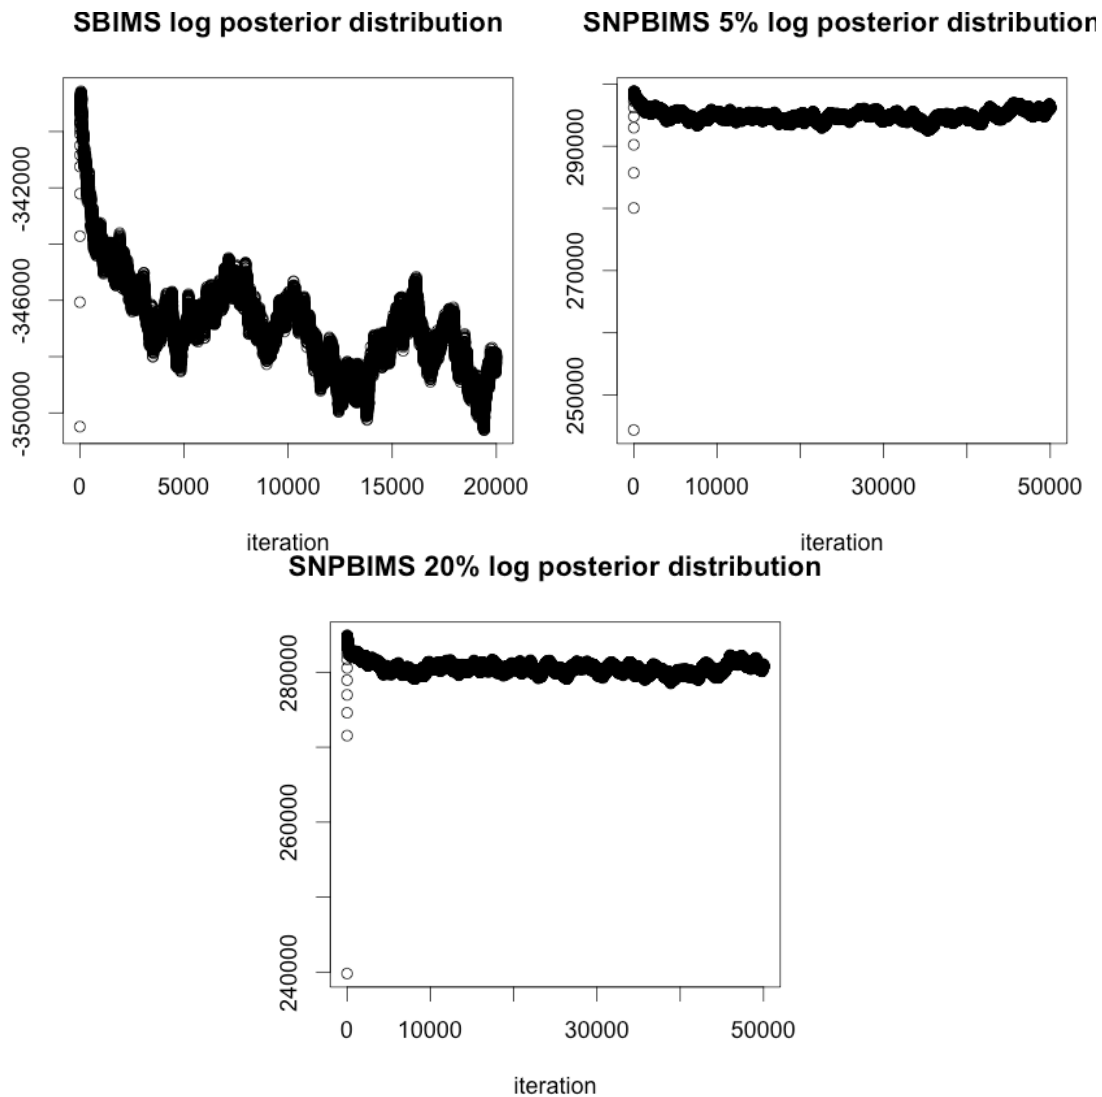 SBIMS log posterior distribution
-350000 -346000 -342000
0 5000 10000 15000 20000
iteration
SNPBIMS 5% log posterior distribution
250000 270000 290000
0 10000 30000 50000
iteration
SNPBIMS 20% log posterior distribution
240000 260000 280000
0 10000 30000 50000
iteration